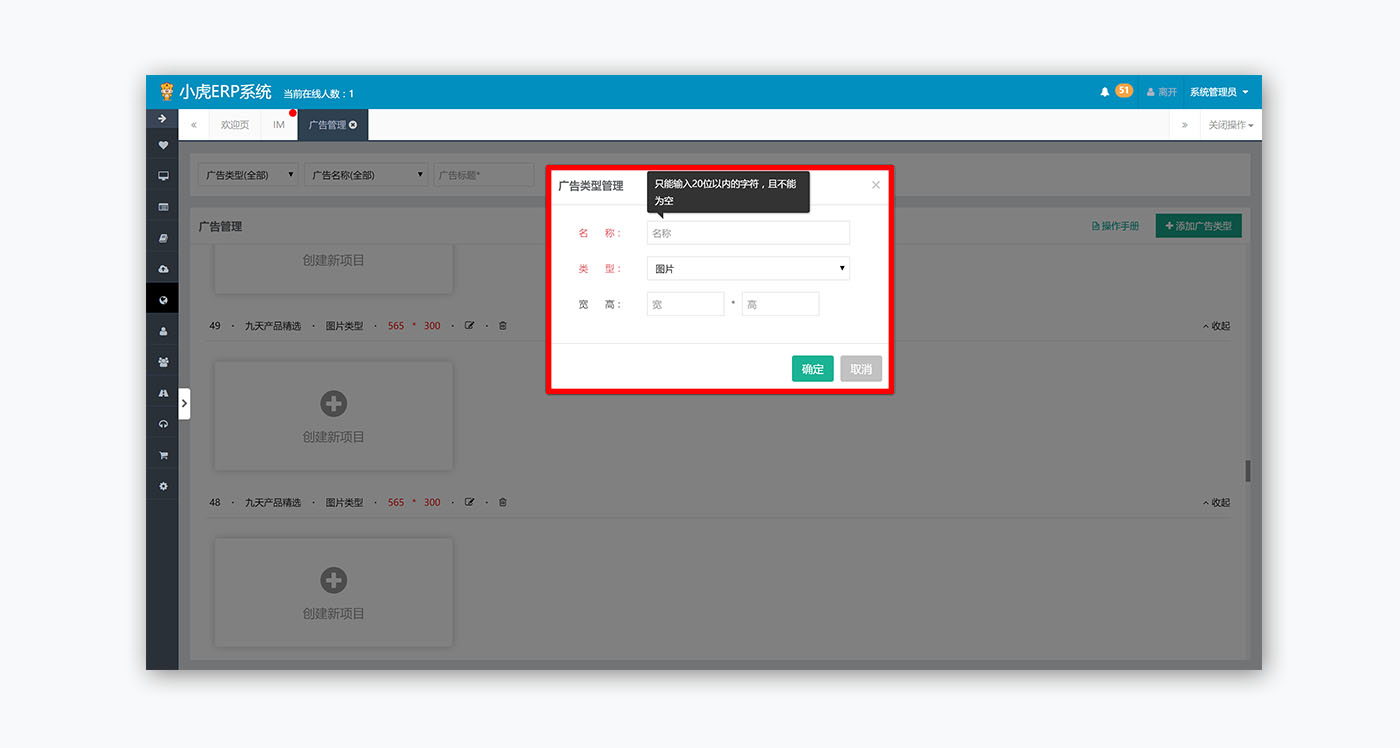 小虎ERP系统 当前在线人数：1 51 离开 系统管理员
欢迎页 IM 广告管理 关闭操作
广告类型(全部) 广告名称(全部) 广告标题*
广告类型管理
只能输入20位以内的字符，且不能
为空
名 称： 名称
类 型： 图片
宽 高： 宽 * 高
确定 取消
广告管理 操作手册 添加广告类型
创建新项目
49 · 九天产品精选 · 图片类型 · 565 * 300 · · 收起
创建新项目
48 · 九天产品精选 · 图片类型 · 565 * 300 · · 收起
创建新项目